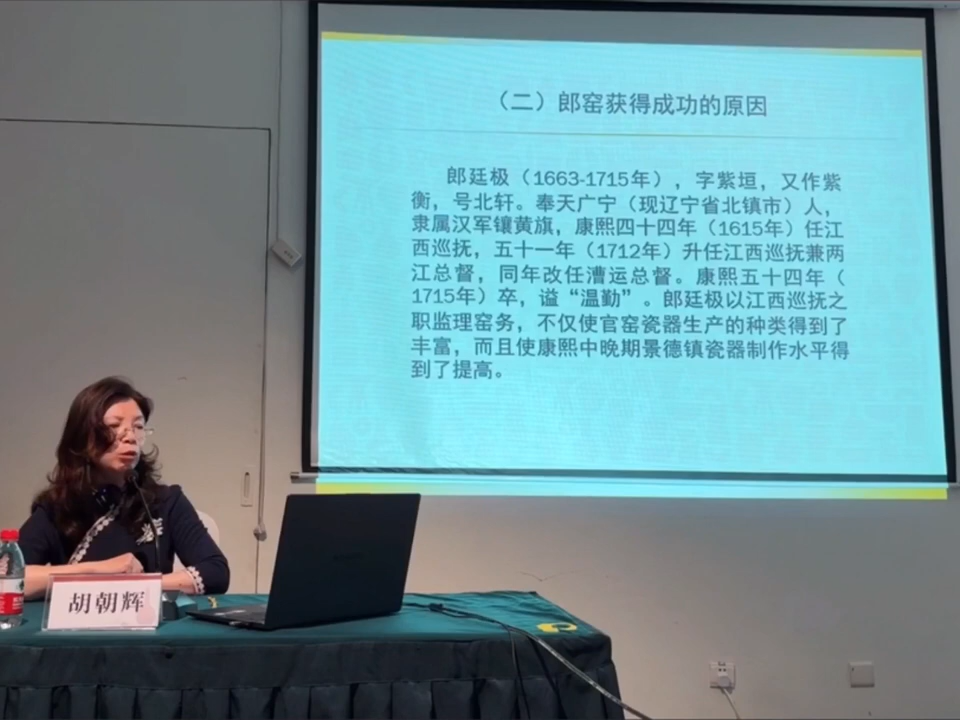 （二）郎窑获得成功的原因
郎廷极（1663-1715年），字紫垣，又作紫
衡，号北轩。奉天广宁（现辽宁省北镇市）人，
隶属汉军镶黄旗，康熙四十四年（1615年）任江
西巡抚，五十一年（1712年）升任江西巡抚兼两
江总督，同年改任漕运总督。康熙五十四年（
1715年）卒，谥“温勤”。郎廷极以江西巡抚之
职监理窑务，不仅使官窑瓷器生产的种类得到了
丰富，而且使康熙中晚期景德镇瓷器制作水平得
到了提高。
胡朝辉